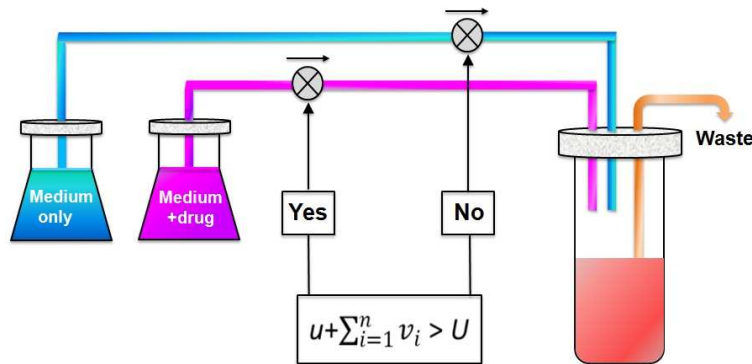 Waste
Medium
only
Medium
+drug
Yes
No
u+∑ⁿᵢ₌₁ vᵢ > U